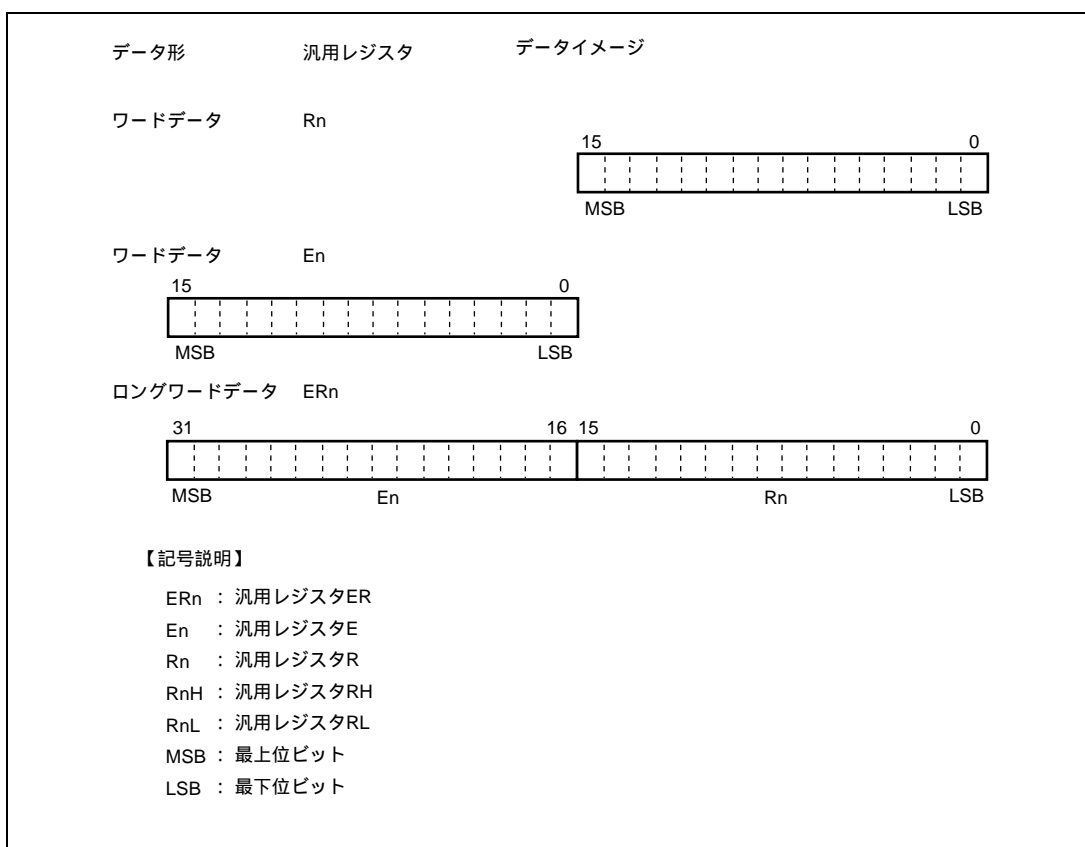 データ形 汎用レジスタ データイメージ
ワードデータ Rn
15 0
MSB LSB
ワードデータ En
15 0
MSB LSB
ロングワードデータ ERn
31 16 15 0
MSB En Rn LSB
【記号説明】
ERn : 汎用レジスタER
En : 汎用レジスタE
Rn : 汎用レジスタR
RnH : 汎用レジスタRH
RnL : 汎用レジスタRL
MSB : 最上位ビット
LSB : 最下位ビット